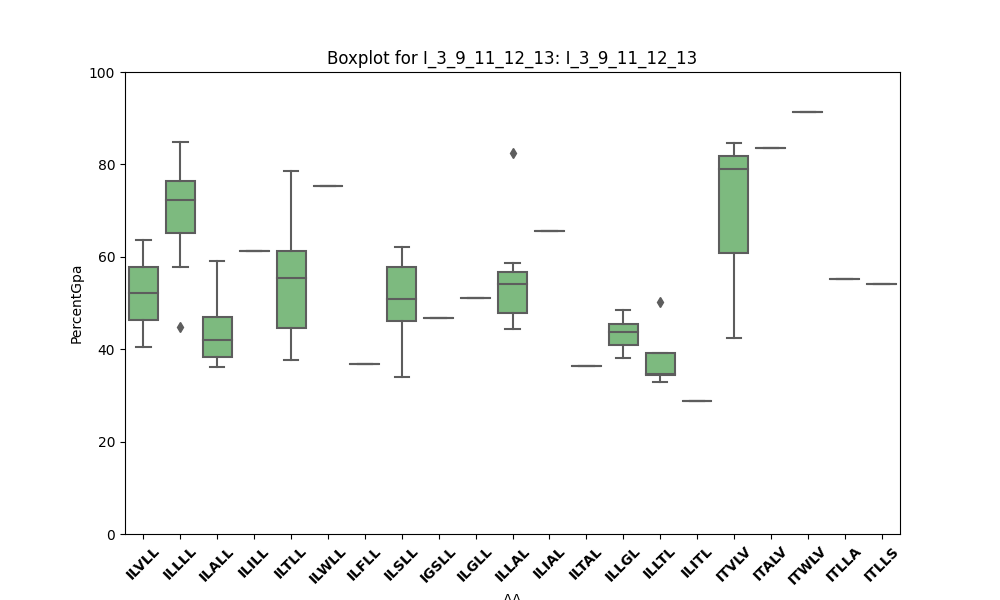 Boxplot for I_3_9_11_12_13: I_3_9_11_12_13
PercentGpa
100
80
60
40
20
0
ILVLL ILLLL ILALL ILILL ILTLL ILWLL ILFLL ILSLL IGSLL ILGLL ILLAL ILIAL ILTAL ILLGL ILLTL ILITL ITVLV ITALV ITWLV ITLLA ITLLS
AA